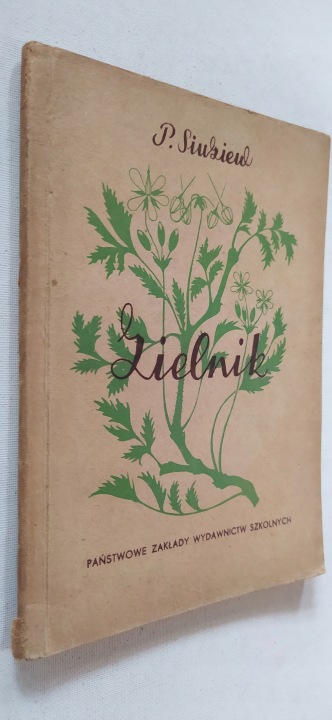 P. Siuziew
Zielnik
PAŃSTWOWE ZAKŁADY WYDAWNICTW SZKOLNYCH